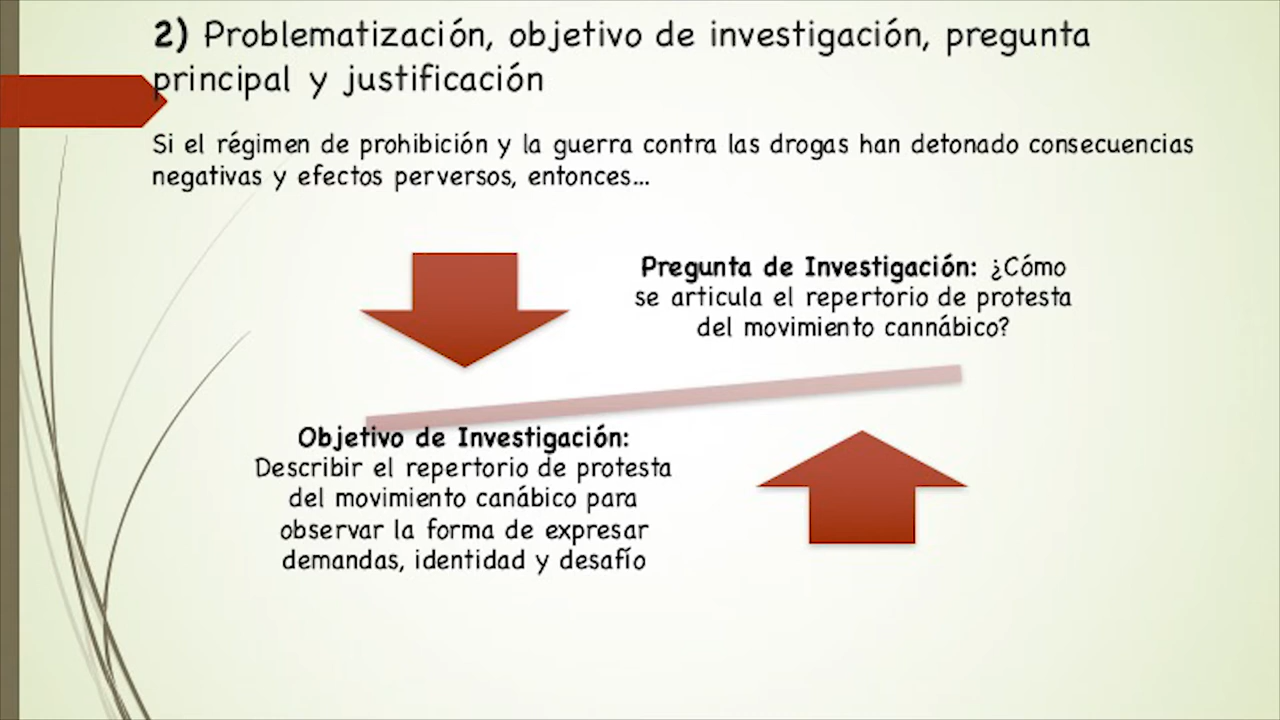 2) Problematización, objetivo de investigación, pregunta
principal y justificación
Si el régimen de prohibición y la guerra contra las drogas han detonado consecuencias
negativas y efectos perversos, entonces...
Pregunta de Investigación: ¿Cómo
se articula el repertorio de protesta
del movimiento cannábico?
Objetivo de Investigación:
Describir el repertorio de protesta
del movimiento canábico para
observar la forma de expresar
demandas, identidad y desafío